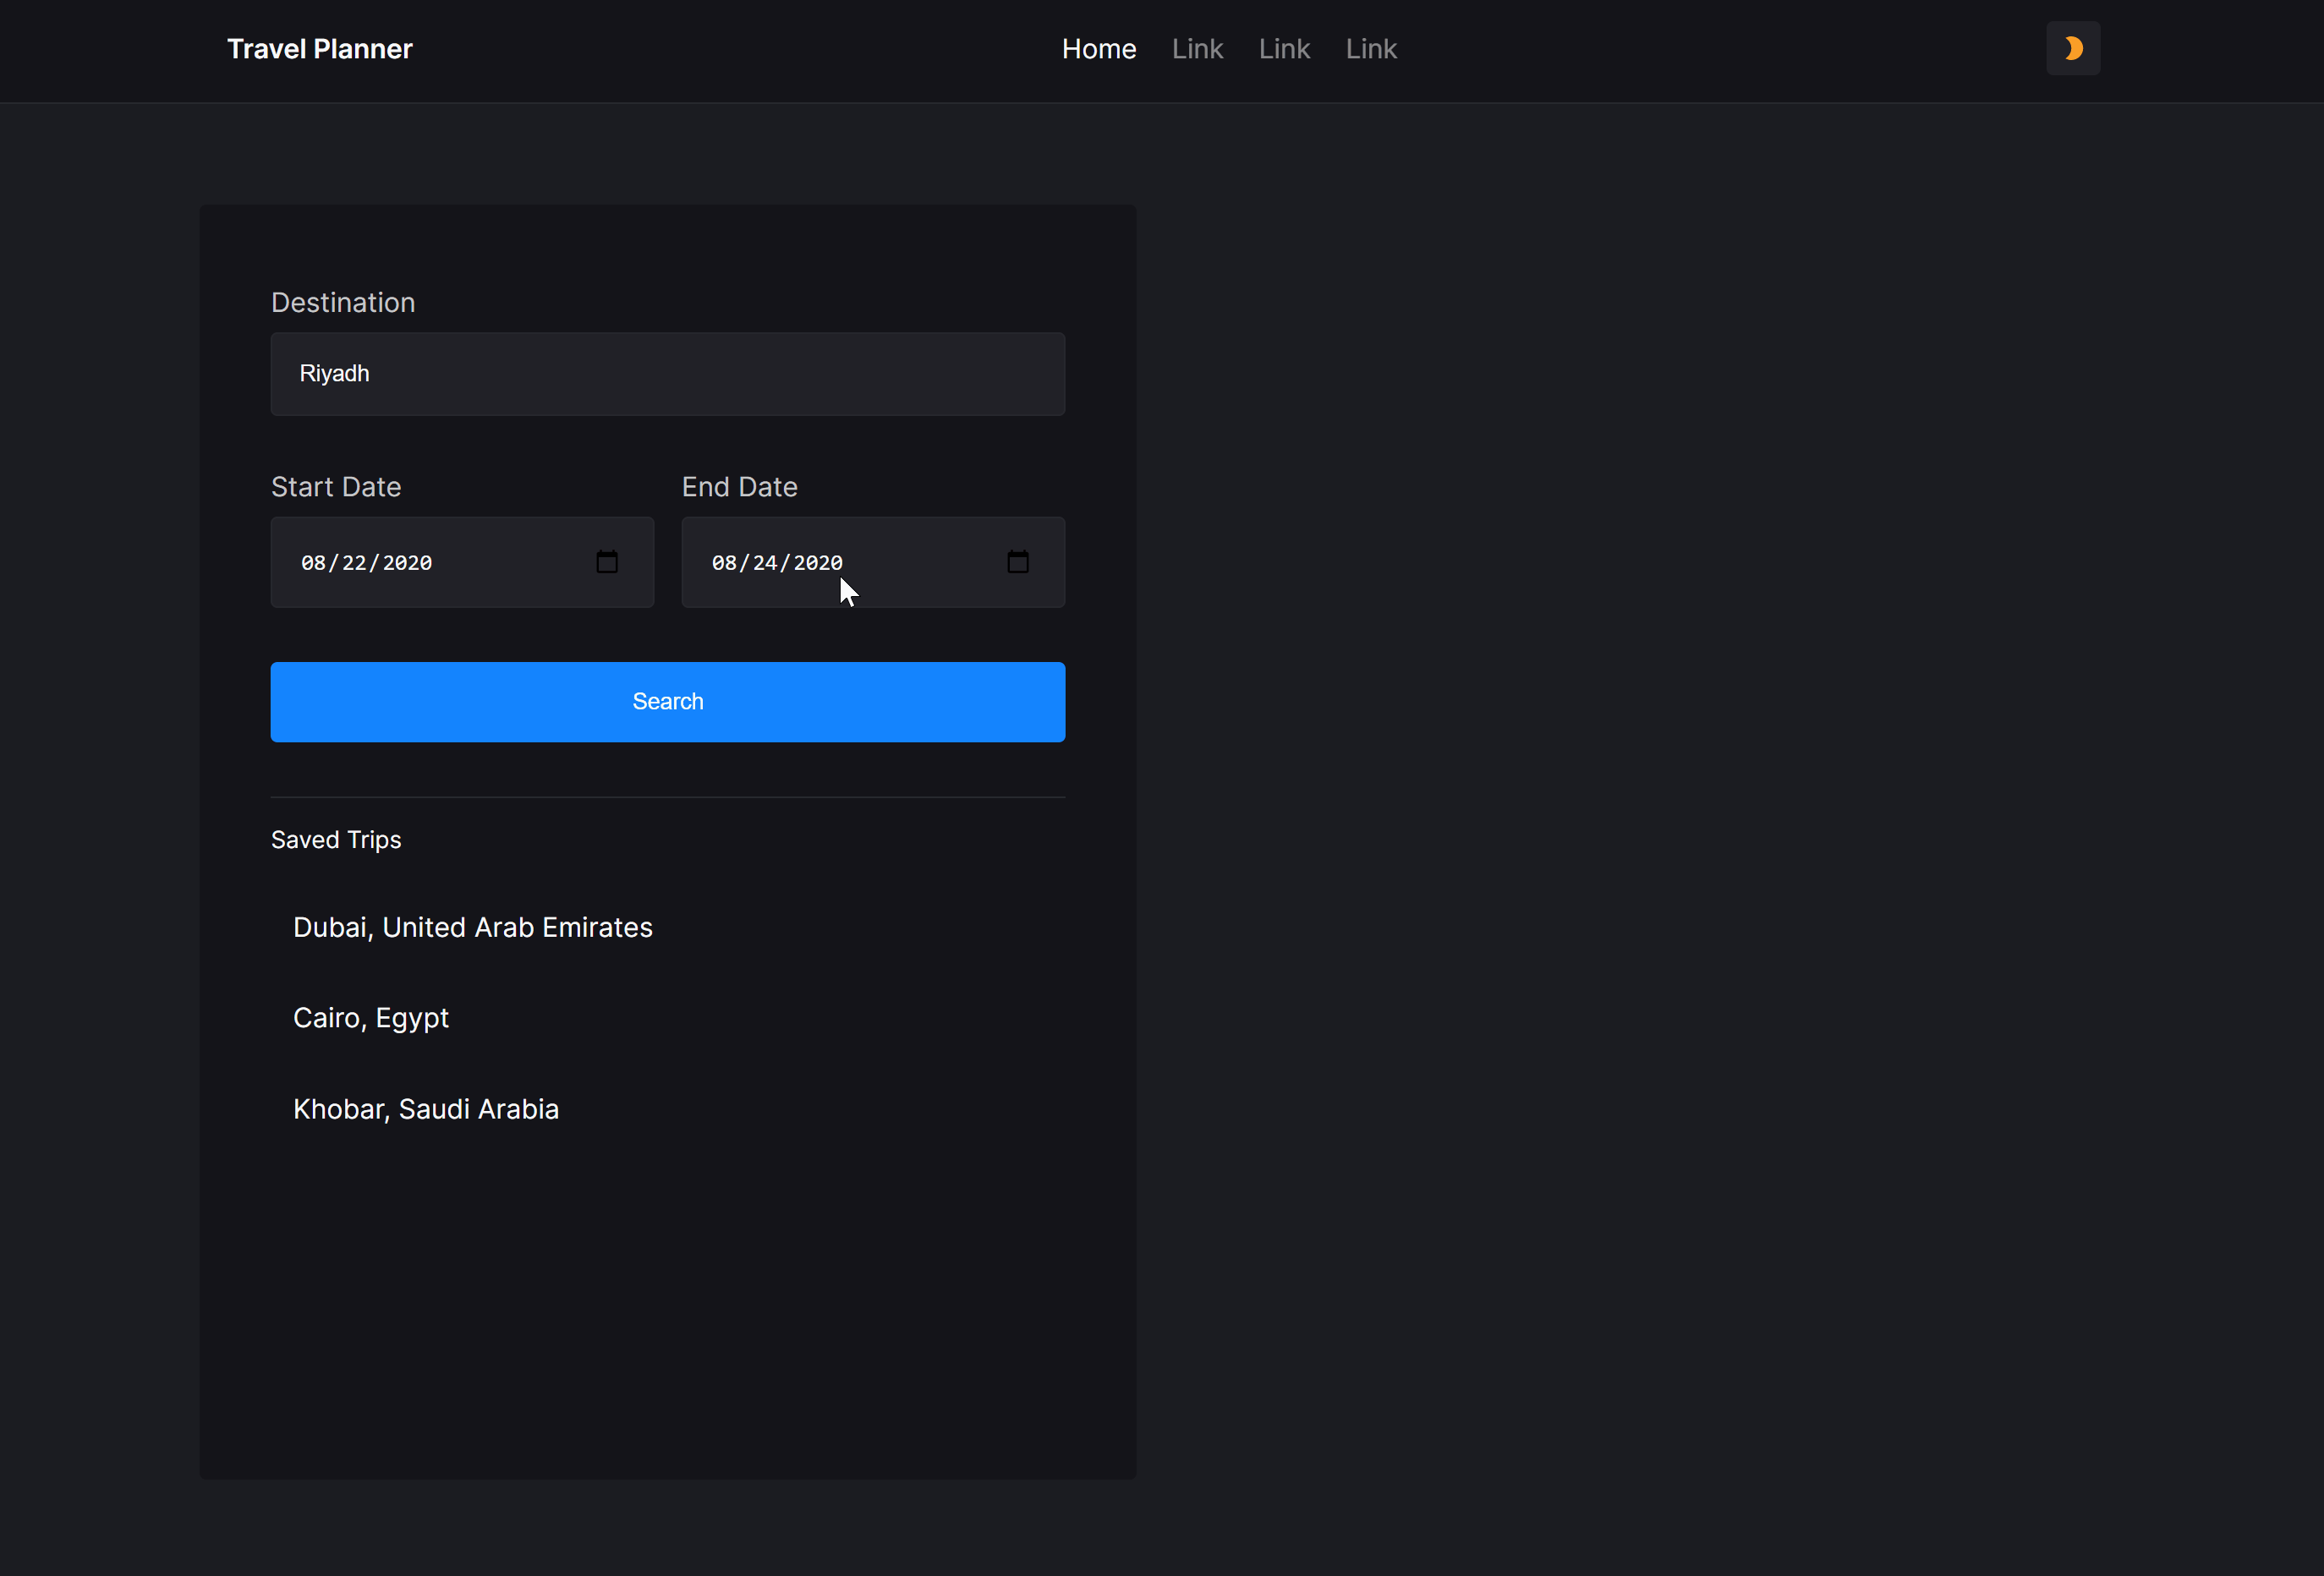 Travel Planner Home Link Link Link
Destination
Riyadh
Start Date End Date
08/22/2020 08/24/2020
Search
Saved Trips
Dubai, United Arab Emirates
Cairo, Egypt
Khobar, Saudi Arabia